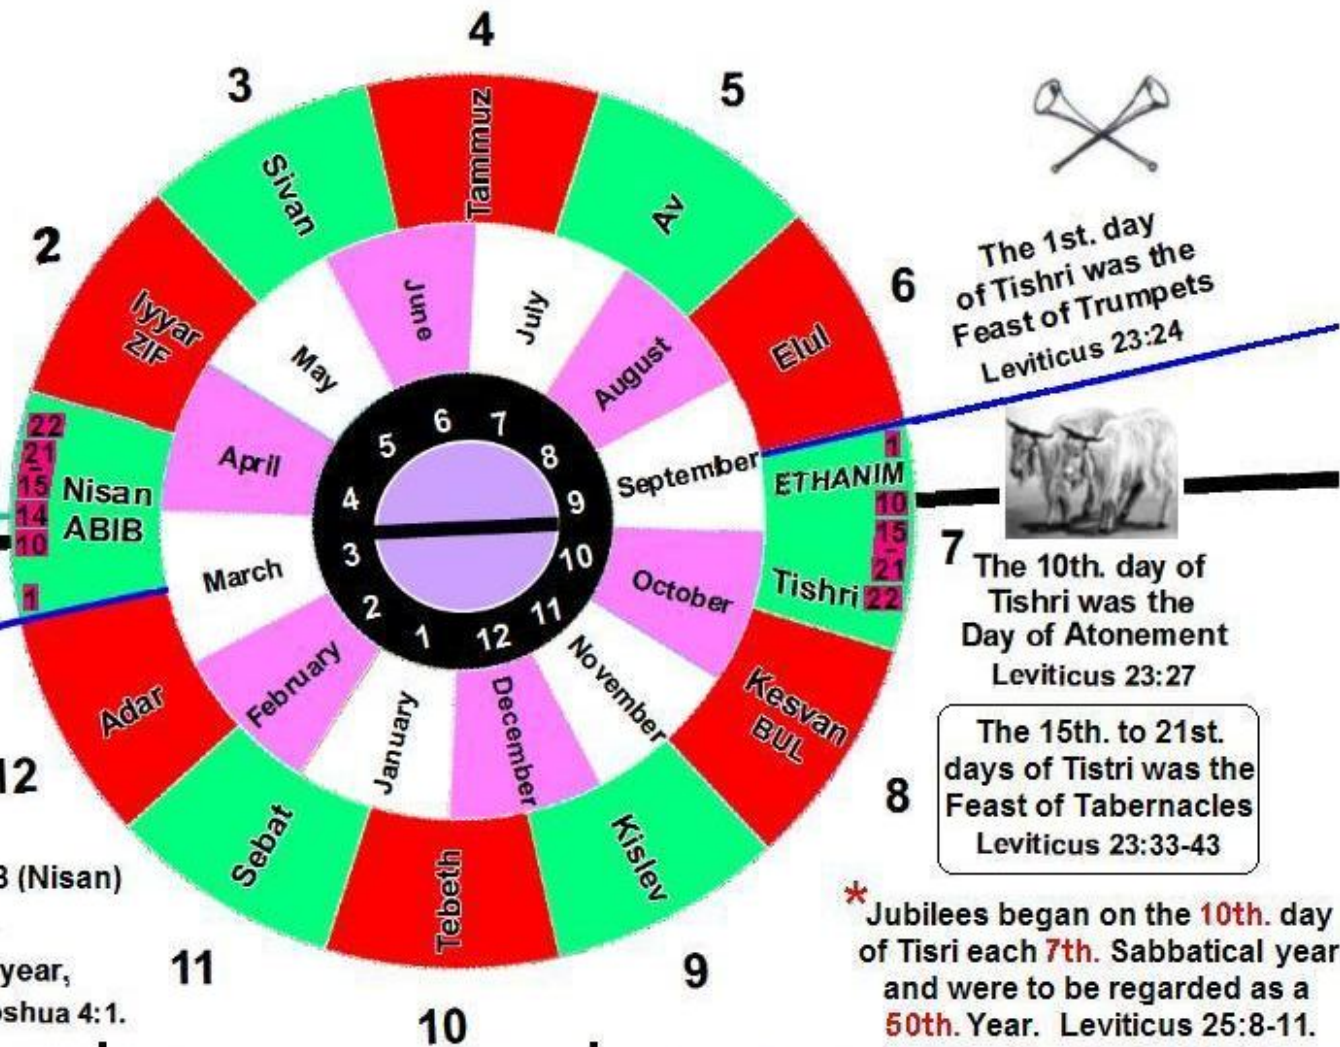 4
3
5
2
6
Tammuz
Sivan
Av
Iyyar
ZIF
Elul
June
July
May
August
April
September
March
October
February
November
January
December
6
7
5
8
4
9
3
10
2
11
1
12
22
21
-
15
14
10
1
Nisan
ABIB
1
ETHANIM
10
15
-
21
Tishri
22
Adar
Kesvan
BUL
Sebat
Kislev
Tebeth
7
8
9
10
11
12
The 1st. day
of Tishri was the
Feast of Trumpets
Leviticus 23:24
The 10th. day of
Tishri was the
Day of Atonement
Leviticus 23:27
The 15th. to 21st.
days of Tistri was the
Feast of Tabernacles
Leviticus 23:33-43
*Jubilees began on the 10th. day
of Tisri each 7th. Sabbatical year
and were to be regarded as a
50th. Year. Leviticus 25:8-11.
(Nisan)
year,
shua 4:1.